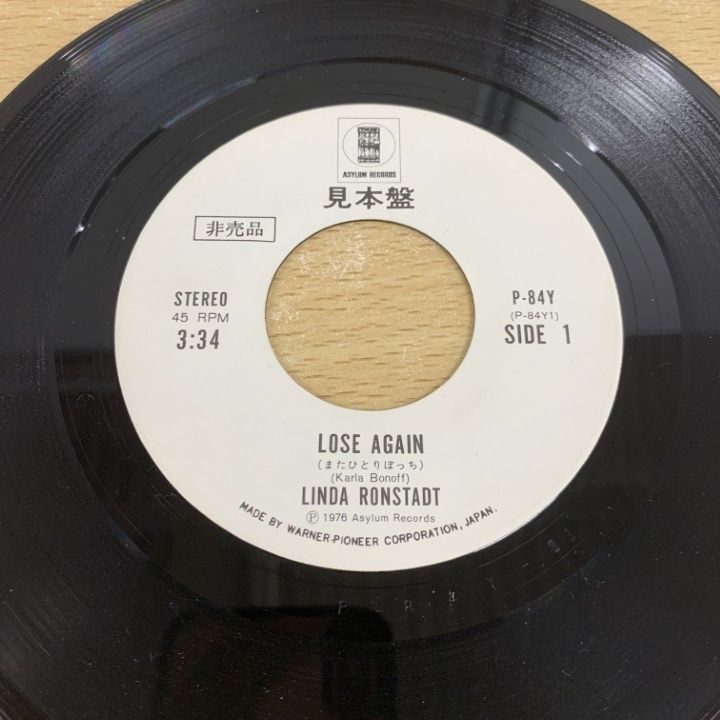 ASYLUM RECORDS
見本盤
非売品
STEREO
45 RPM
3:34
P-84Y
(P-84Y1)
SIDE 1
LOSE AGAIN
(またひとりぼっち)
(Karla Bonoff)
LINDA RONSTADT
Ⓟ 1976 Asylum Records
MADE BY WARNER-PIONEER CORPORATION, JAPAN.